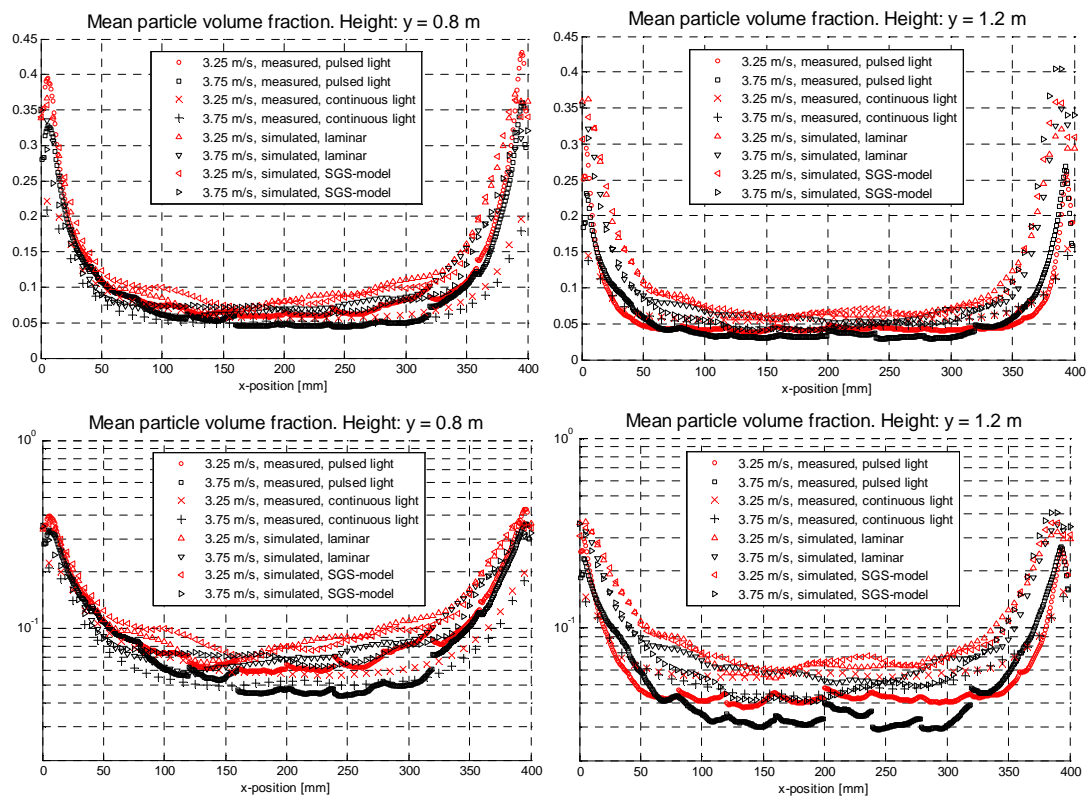 Mean particle volume fraction. Height: y = 0.8 m
0.45
0.4
0.35
0.3
0.25
0.2
0.15
0.1
0.05
0
3.25 m/s, measured, pulsed light
3.75 m/s, measured, pulsed light
3.25 m/s, measured, continuous light
3.75 m/s, measured, continuous light
3.25 m/s, simulated, laminar
3.75 m/s, simulated, laminar
3.25 m/s, simulated, SGS-model
3.75 m/s, simulated, SGS-model
0 50 100 150 200 250 300 350 400
x-position [mm]
Mean particle volume fraction. Height: y = 1.2 m
0.45
0.4
0.35
0.3
0.25
0.2
0.15
0.1
0.05
0
3.25 m/s, measured, pulsed light
3.75 m/s, measured, pulsed light
3.25 m/s, measured, continuous light
3.75 m/s, measured, continuous light
3.25 m/s, simulated, laminar
3.75 m/s, simulated, laminar
3.25 m/s, simulated, SGS-model
3.75 m/s, simulated, SGS-model
0 50 100 150 200 250 300 350 400
x-position [mm]
Mean particle volume fraction. Height: y = 0.8 m
10⁰
10⁻¹
3.25 m/s, measured, pulsed light
3.75 m/s, measured, pulsed light
3.25 m/s, measured, continuous light
3.75 m/s, measured, continuous light
3.25 m/s, simulated, laminar
3.75 m/s, simulated, laminar
3.25 m/s, simulated, SGS-model
3.75 m/s, simulated, SGS-model
0 50 100 150 200 250 300 350 400
x-position [mm]
Mean particle volume fraction. Height: y = 1.2 m
10⁰
10⁻¹
3.25 m/s, measured, pulsed light
3.75 m/s, measured, pulsed light
3.25 m/s, measured, continuous light
3.75 m/s, measured, continuous light
3.25 m/s, simulated, laminar
3.75 m/s, simulated, laminar
3.25 m/s, simulated, SGS-model
3.75 m/s, simulated, SGS-model
0 50 100 150 200 250 300 350 400
x-position [mm]